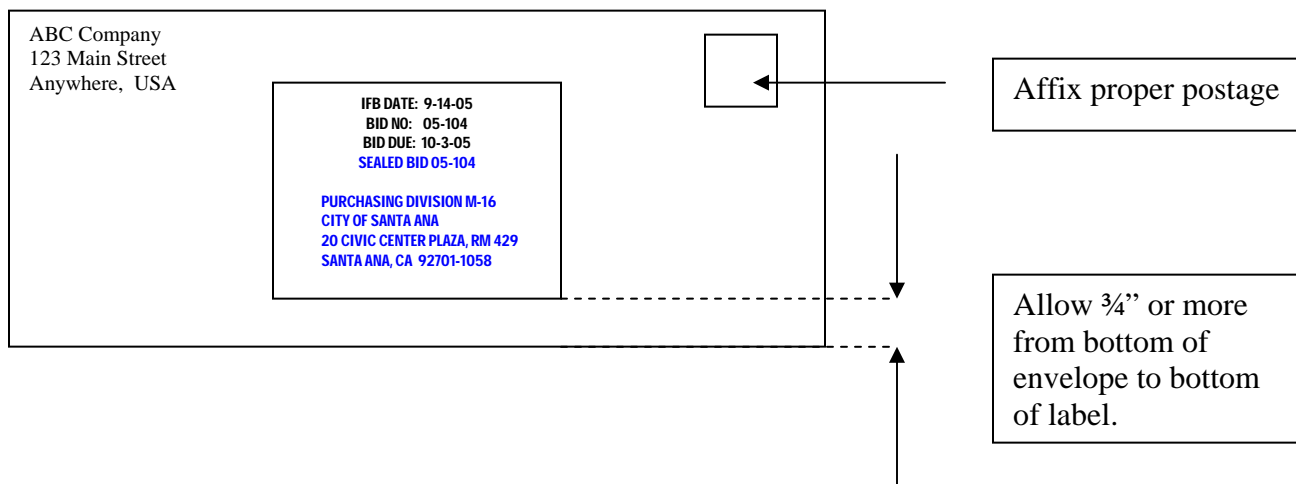 ABC Company
123 Main Street
Anywhere, USA
IFB DATE: 9-14-05
BID NO: 05-104
BID DUE: 10-3-05
SEALED BID 05-104
PURCHASING DIVISION M-16
CITY OF SANTA ANA
20 CIVIC CENTER PLAZA, RM 429
SANTA ANA, CA 92701-1058
Affix proper postage
Allow ¾” or more
from bottom of
envelope to bottom
of label.